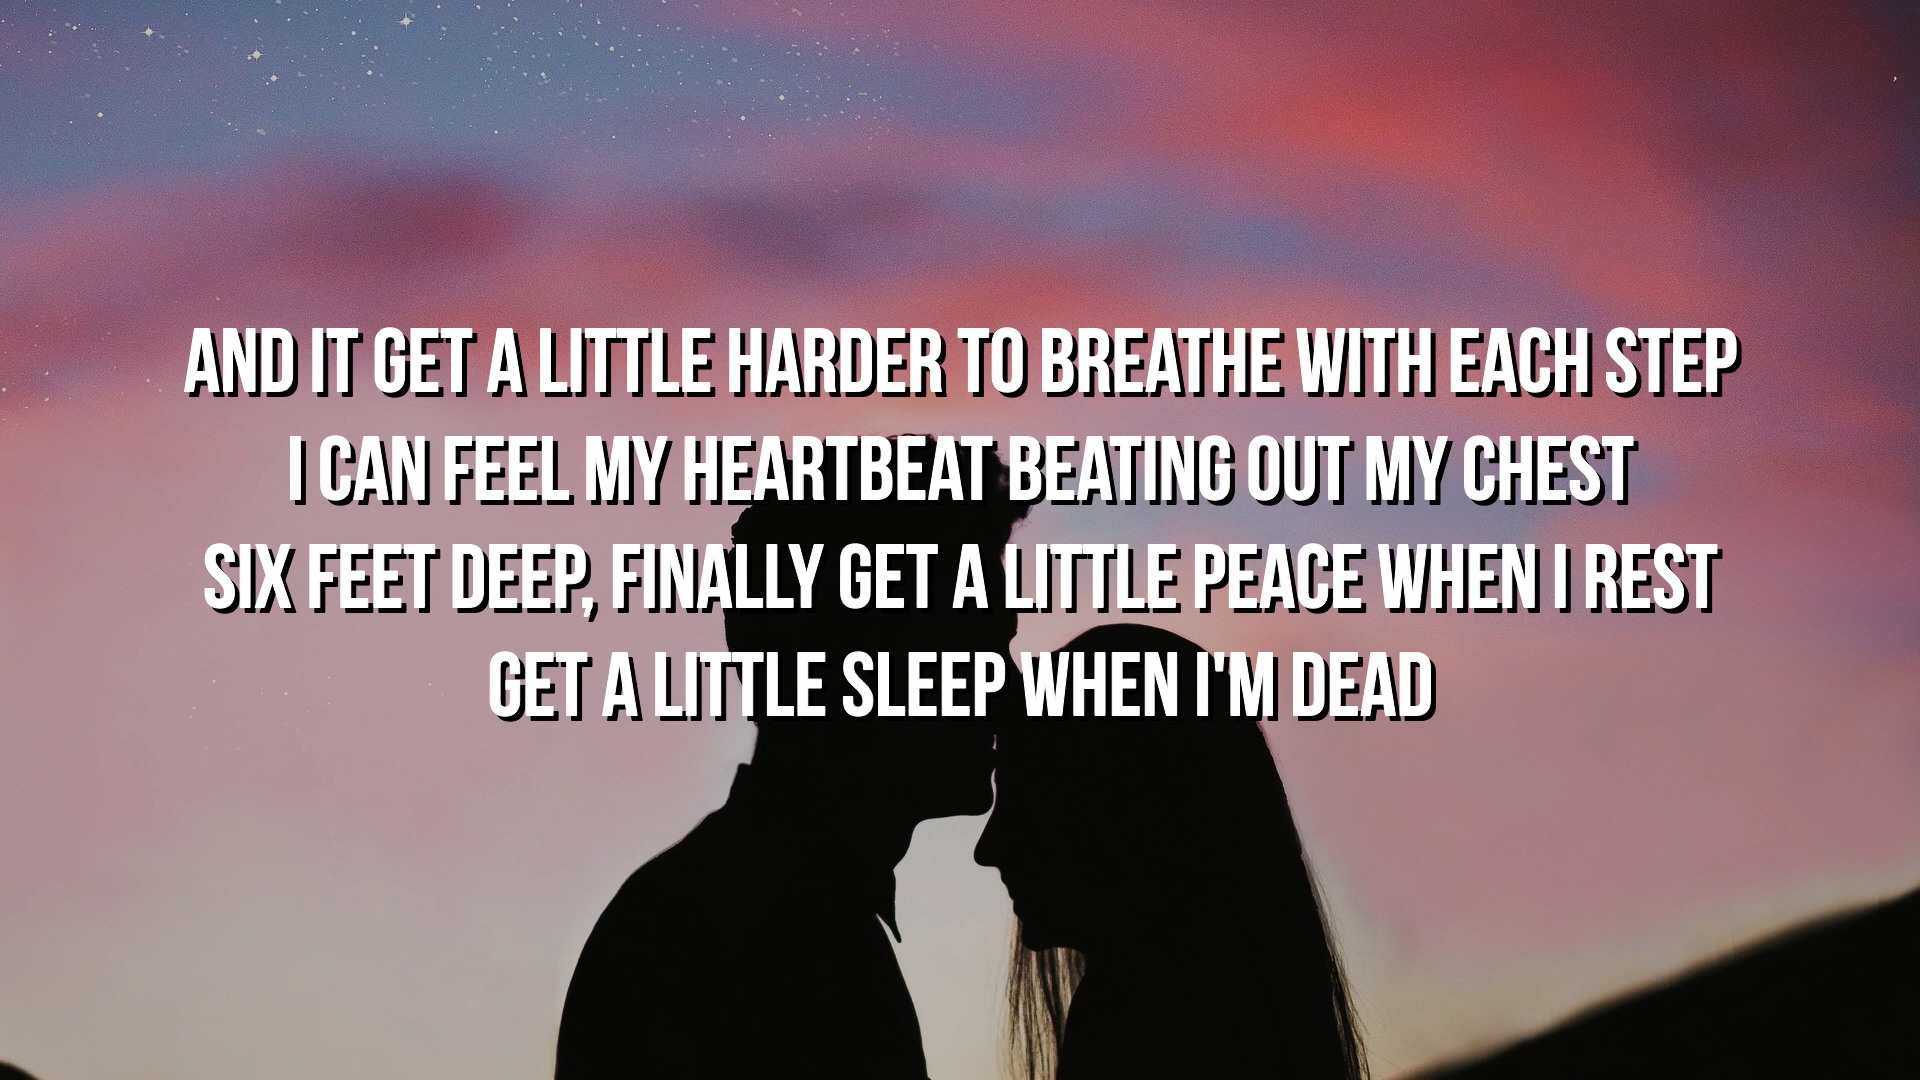 AND IT GET A LITTLE HARDER TO BREATHE WITH EACH STEP
I CAN FEEL MY HEARTBEAT BEATING OUT MY CHEST
SIX FEET DEEP, FINALLY GET A LITTLE PEACE WHEN I REST
GET A LITTLE SLEEP WHEN I'M DEAD